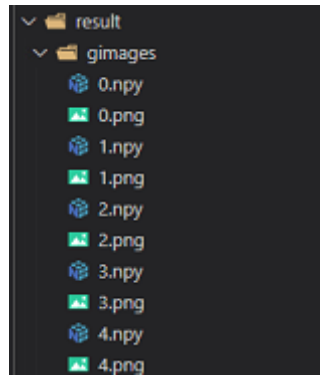 result
gimages
0.npy
0.png
1.npy
1.png
2.npy
2.png
3.npy
3.png
4.npy
4.png